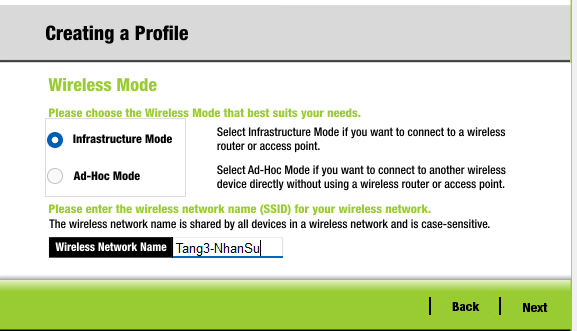 Creating a Profile
Wireless Mode
Please choose the Wireless Mode that best suits your needs.
Infrastructure Mode
Select Infrastructure Mode if you want to connect to a wireless
router or access point.
Ad-Hoc Mode
Select Ad-Hoc Mode if you want to connect to another wireless
device directly without using a wireless router or access point.
Please enter the wireless network name (SSID) for your wireless network.
The wireless network name is shared by all devices in a wireless network and is case-sensitive.
Wireless Network Name Tang3-NhanSu
Back Next